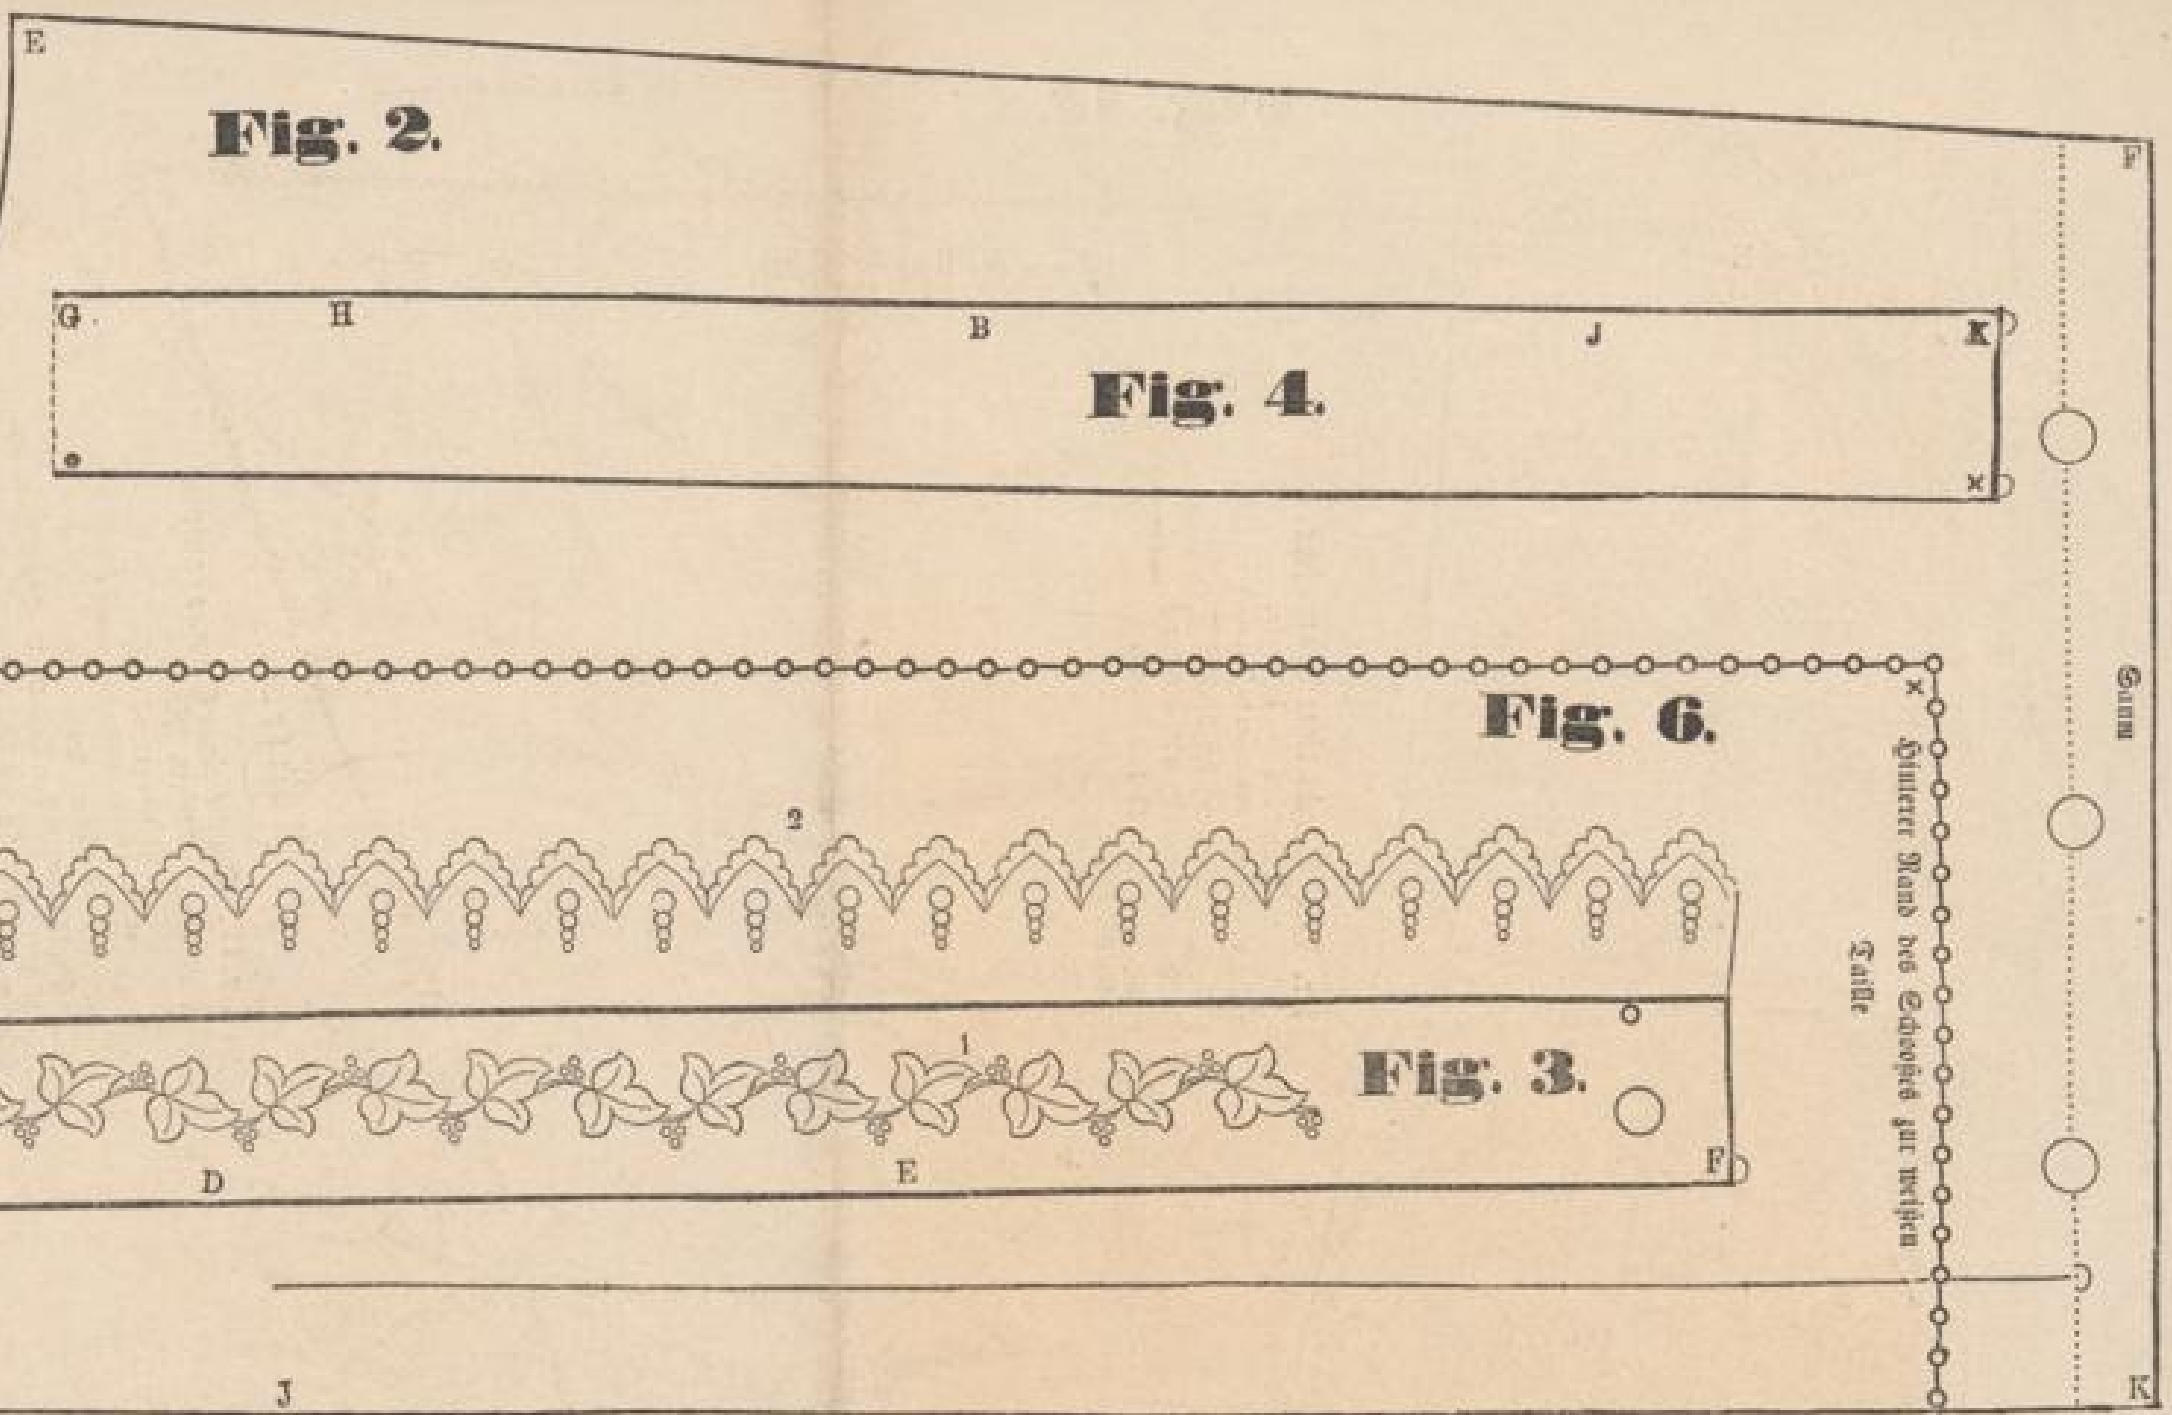 E
Fig. 2.
F
G H B J K
Fig. 4.
×
Saum
×
Fig. 6.
Hinterer Rand des Schooßes zur weißen
Taille
2
1
Fig. 3.
D E F
J K